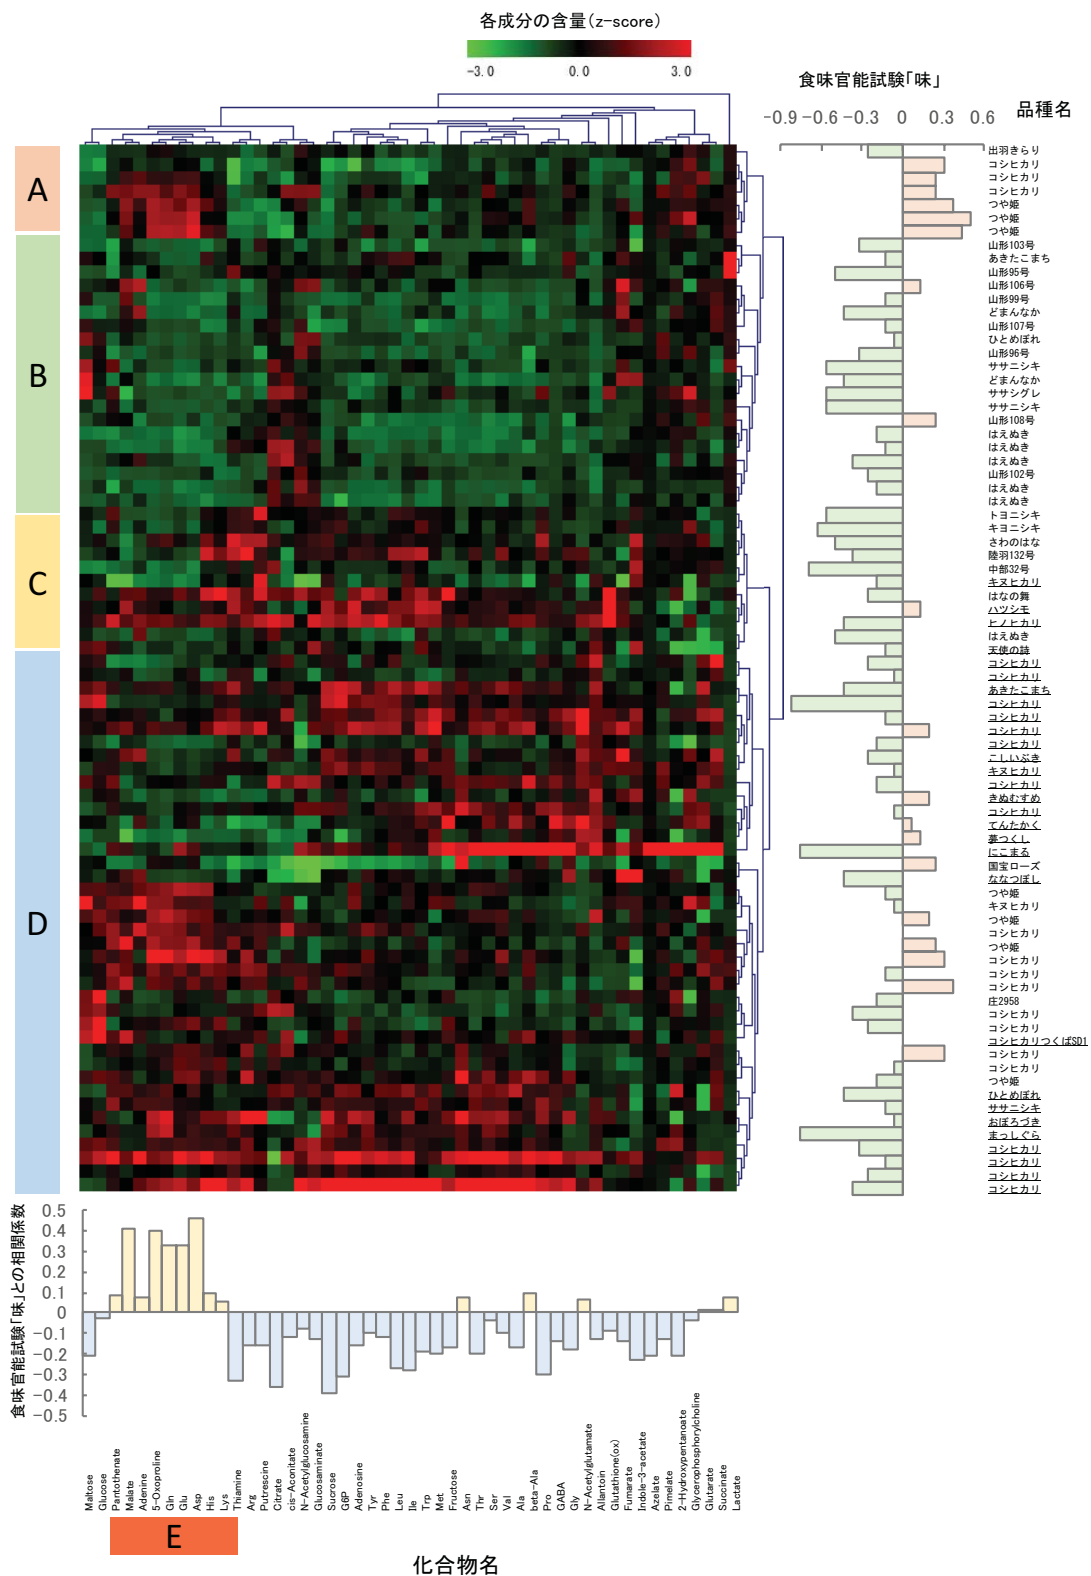 各成分の含量(z-score)
-3.0 0.0 3.0
食味官能試験「味」
-0.9 -0.6 -0.3 0 0.3 0.6
品種名
A
B
C
D
出羽きらり
コシヒカリ
コシヒカリ
コシヒカリ
つや姫
つや姫
つや姫
山形103号
あきたこまち
山形95号
山形106号
山形99号
どまんなか
山形107号
ひとめぼれ
山形96号
ササニシキ
どまんなか
ササシグレ
ササニシキ
山形108号
はえぬき
はえぬき
はえぬき
山形102号
はえぬき
はえぬき
トヨニシキ
キヨニシキ
さわのはな
陸羽132号
中部32号
キヌヒカリ
はなの舞
ハツシモ
ヒノヒカリ
はえぬき
天使の詩
コシヒカリ
コシヒカリ
あきたこまち
コシヒカリ
コシヒカリ
コシヒカリ
コシヒカリ
こしいぶき
キヌヒカリ
コシヒカリ
きぬむすめ
コシヒカリ
てんたかく
夢つくし
にこまる
国宝ローズ
ななつぼし
つや姫
キヌヒカリ
つや姫
コシヒカリ
つや姫
コシヒカリ
コシヒカリ
コシヒカリ
庄2958
コシヒカリ
コシヒカリ
コシヒカリつくばSD1
コシヒカリ
コシヒカリ
つや姫
ひとめぼれ
ササニシキ
おぼろづき
まっしぐら
コシヒカリ
コシヒカリ
コシヒカリ
コシヒカリ
食味官能試験「味」との相関係数
0.5
0.4
0.3
0.2
0.1
0
-0.1
-0.2
-0.3
-0.4
-0.5
Maltose
Glucose
Pantothenate
Malate
Adenine
5-Oxoproline
Gln
Glu
Asp
His
Lys
Thiamine
Arg
Putrescine
Citrate
cis-Aconitate
N-Acetylglucosamine
Glucosaminate
Sucrose
G6P
Adenosine
Tyr
Phe
Leu
Ile
Trp
Met
Fructose
Asn
Thr
Ser
Val
Ala
beta-Ala
Pro
GABA
Gly
N-Acetylglutamate
Allantoin
Glutathione(ox)
Fumarate
Indole-3-acetate
Azelate
Pimelate
2-Hydroxypentanoate
Glycerophosphorylcholine
Glutarate
Succinate
Lactate
E
化合物名